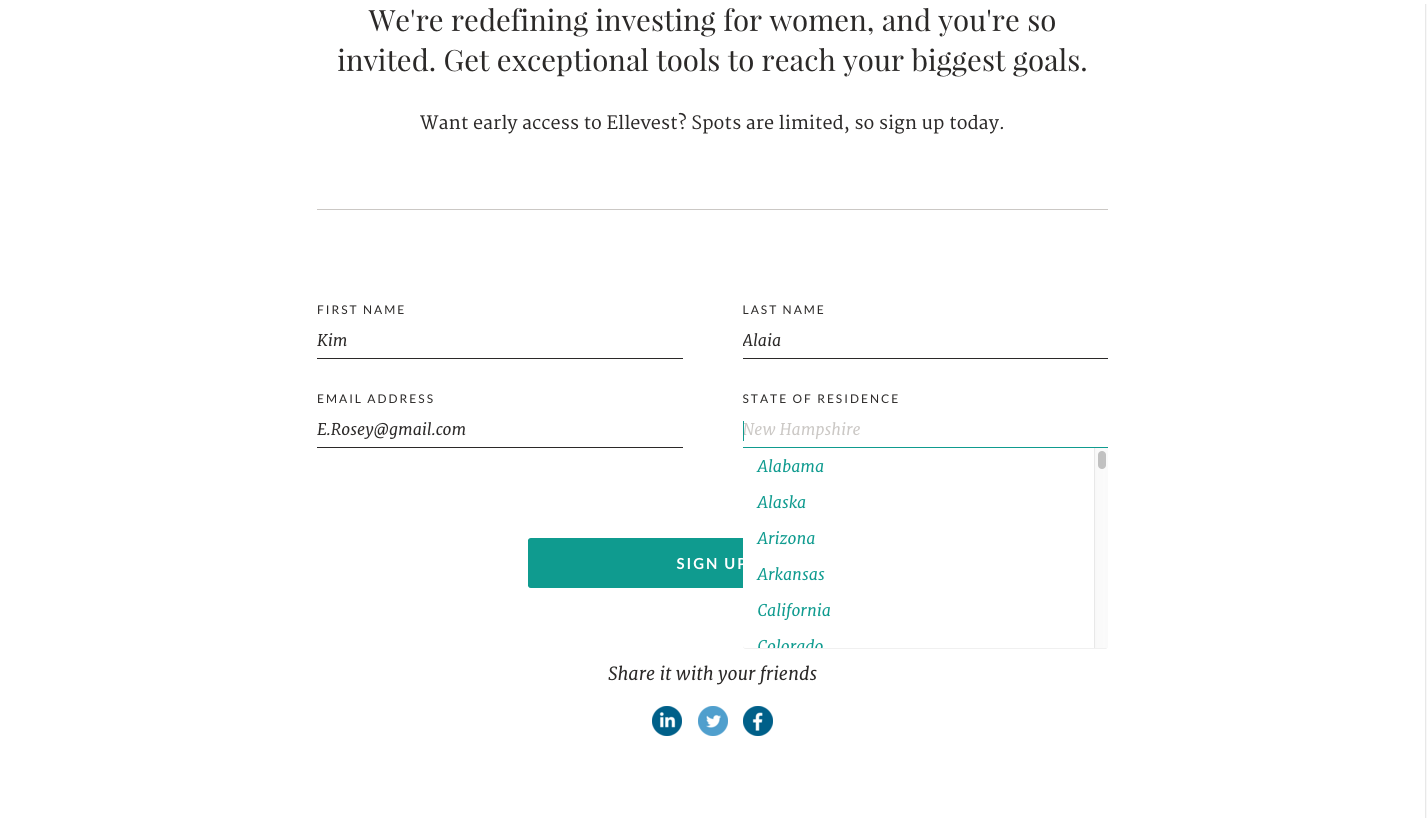 We're redefining investing for women, and you're so
invited. Get exceptional tools to reach your biggest goals.
Want early access to Ellevest? Spots are limited, so sign up today.
FIRST NAME
Kim
LAST NAME
Alaia
EMAIL ADDRESS
E.Rosey@gmail.com
STATE OF RESIDENCE
New Hampshire
Alabama
Alaska
Arizona
Arkansas
California
Colorado
SIGN UP
Share it with your friends
in
f